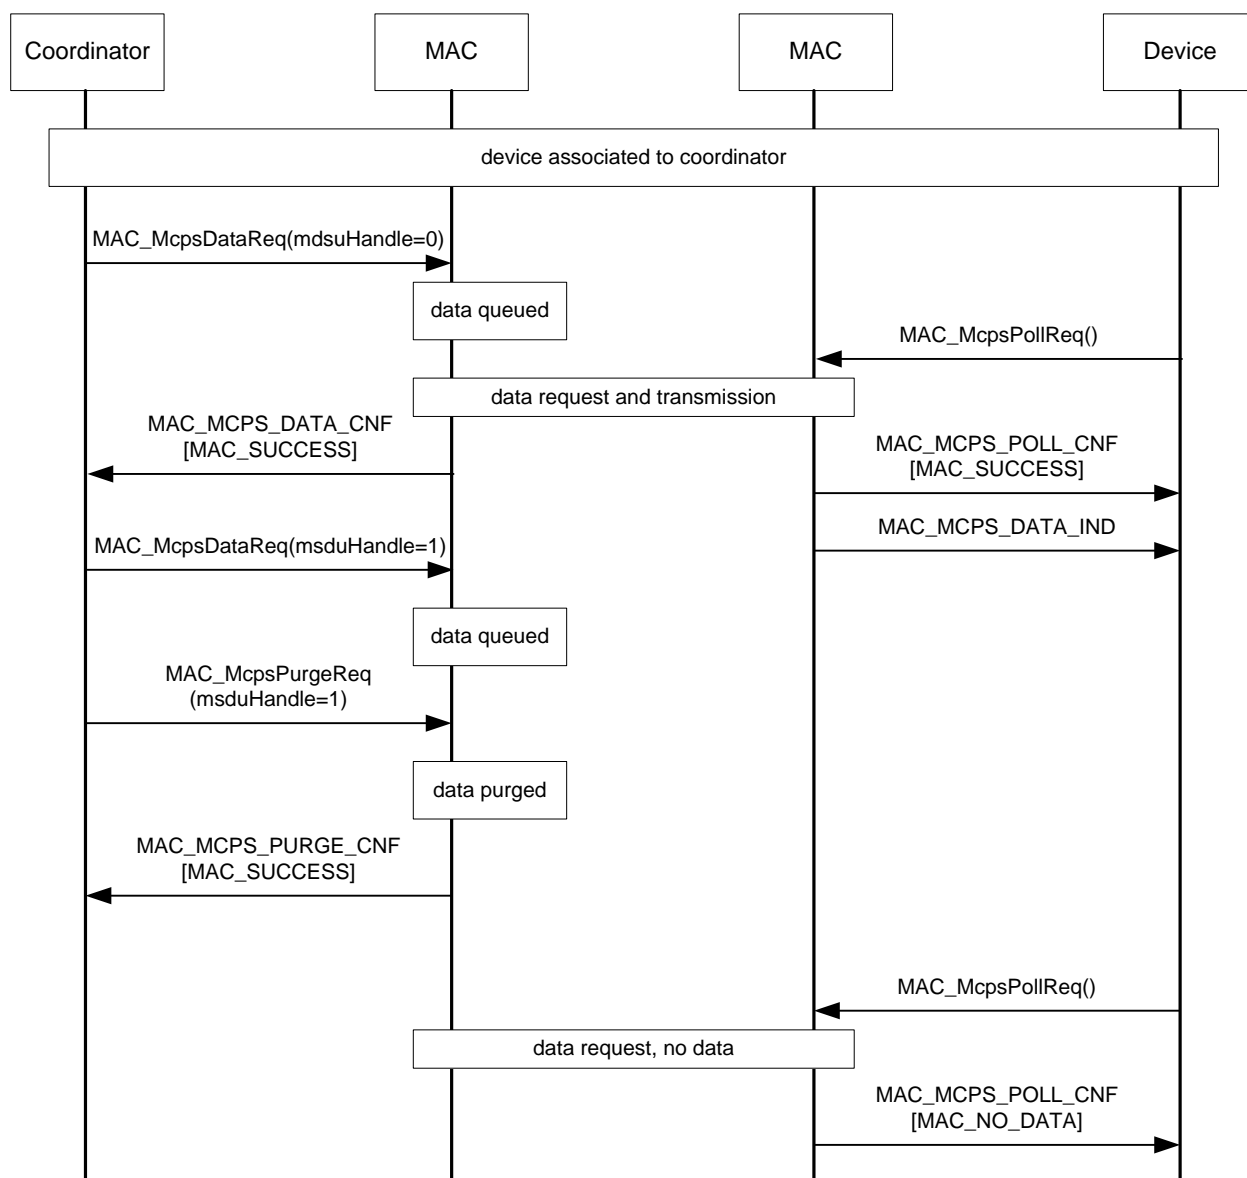 Coordinator
MAC
MAC
Device
device associated to coordinator
MAC_McpsDataReq(mdsuHandle=0)
data queued
MAC_McpsPollReq()
data request and transmission
MAC_MCPS_DATA_CNF
[MAC_SUCCESS]
MAC_MCPS_POLL_CNF
[MAC_SUCCESS]
MAC_MCPS_DATA_IND
MAC_McpsDataReq(msduHandle=1)
data queued
MAC_McpsPurgeReq
(msduHandle=1)
data purged
MAC_MCPS_PURGE_CNF
[MAC_SUCCESS]
MAC_McpsPollReq()
data request, no data
MAC_MCPS_POLL_CNF
[MAC_NO_DATA]